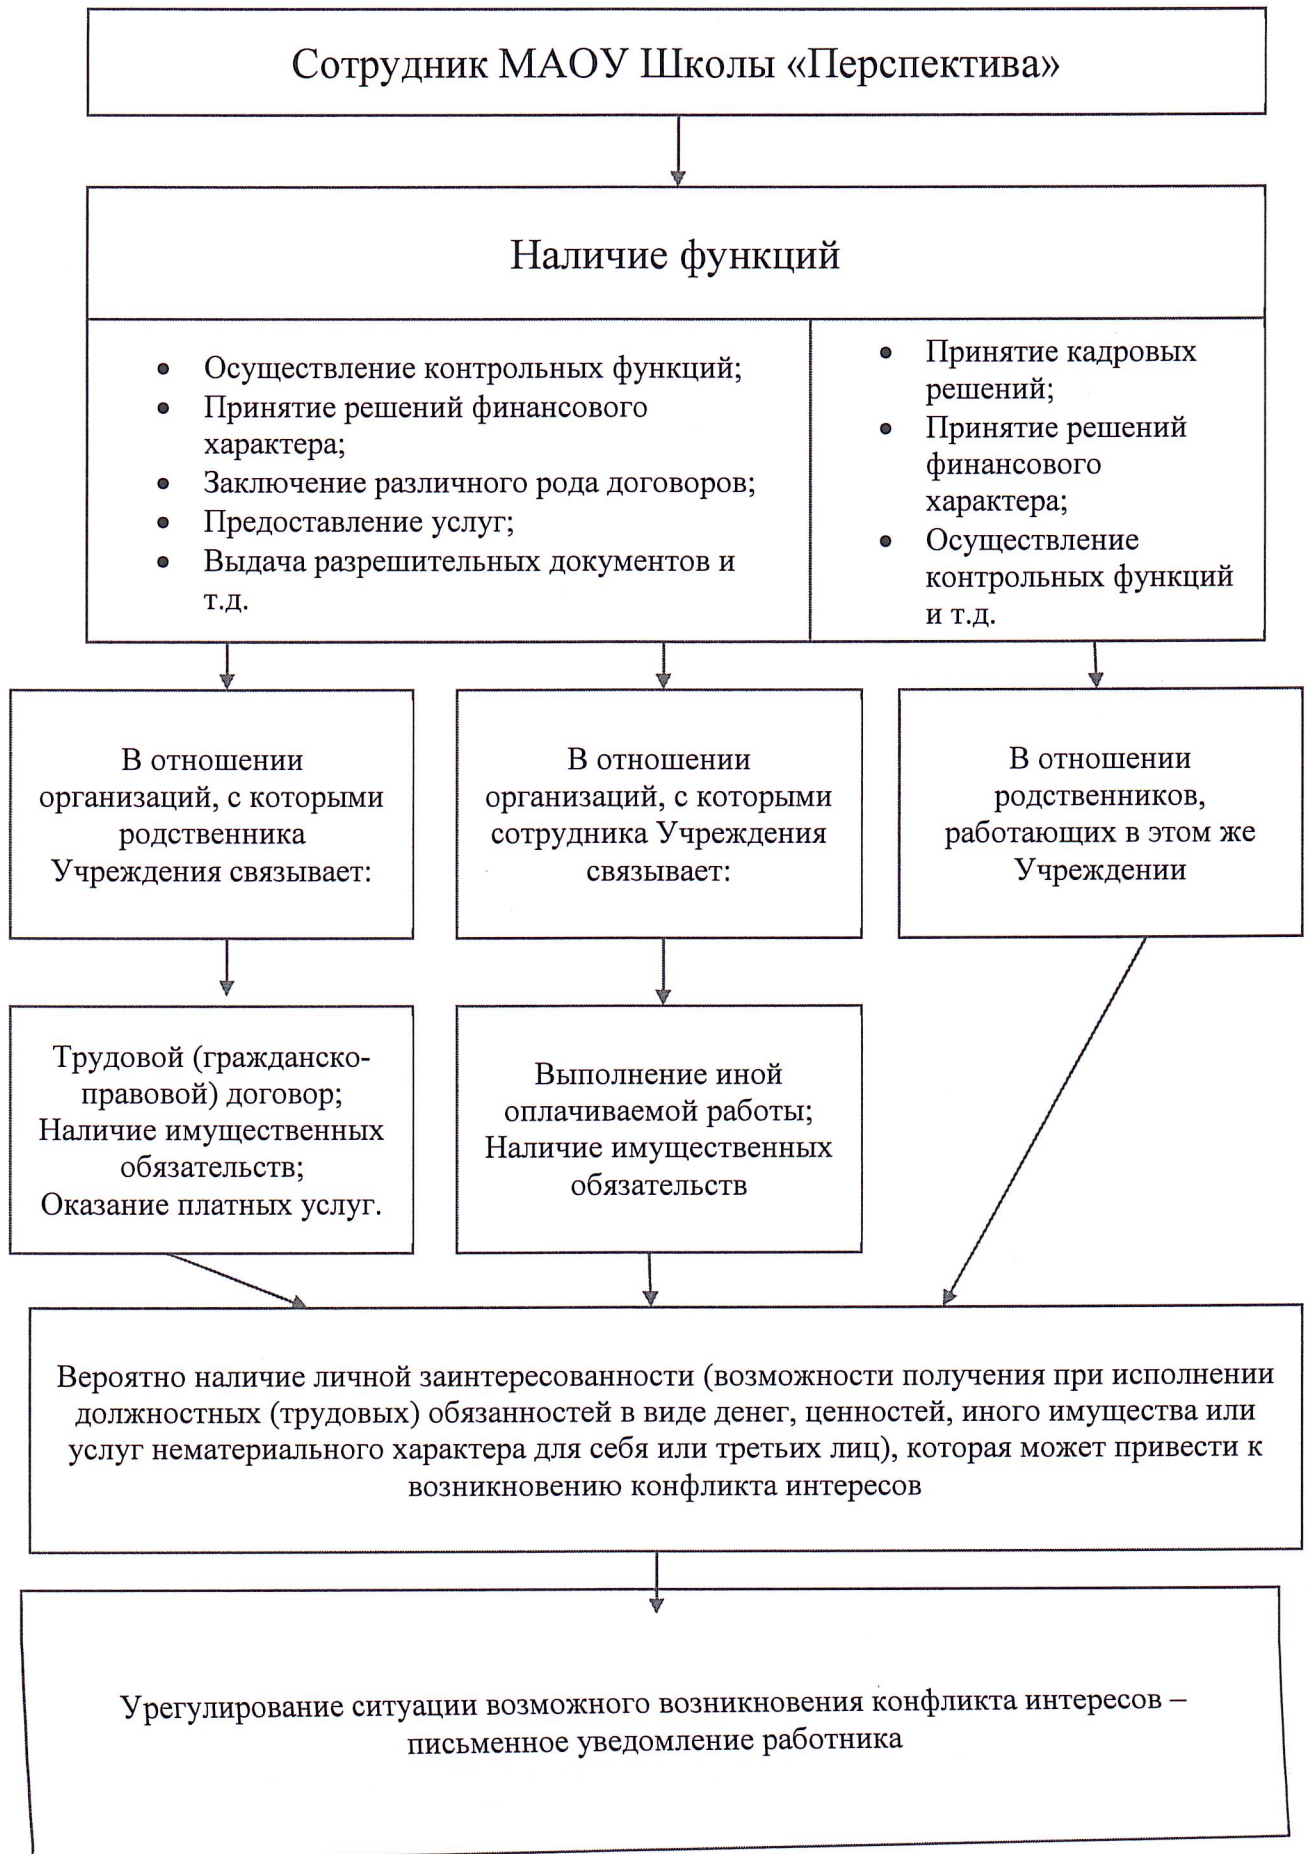 Сотрудник МАОУ Школы «Перспектива»
Наличие функций
• Осуществление контрольных функций;
• Принятие решений финансового
характера;
• Заключение различного рода договоров;
• Предоставление услуг;
• Выдача разрешительных документов и
т.д.
• Принятие кадровых
решений;
• Принятие решений
финансового
характера;
• Осуществление
контрольных функций
и т.д.
В отношении
организаций, с которыми
родственника
Учреждения связывает:
В отношении
организаций, с которыми
сотрудника Учреждения
связывает:
В отношении
родственников,
работающих в этом же
Учреждении
Трудовой (гражданско-
правовой) договор;
Наличие имущественных
обязательств;
Оказание платных услуг.
Выполнение иной
оплачиваемой работы;
Наличие имущественных
обязательств
Вероятно наличие личной заинтересованности (возможности получения при исполнении
должностных (трудовых) обязанностей в виде денег, ценностей, иного имущества или
услуг нематериального характера для себя или третьих лиц), которая может привести к
возникновению конфликта интересов
Урегулирование ситуации возможного возникновения конфликта интересов –
письменное уведомление работника